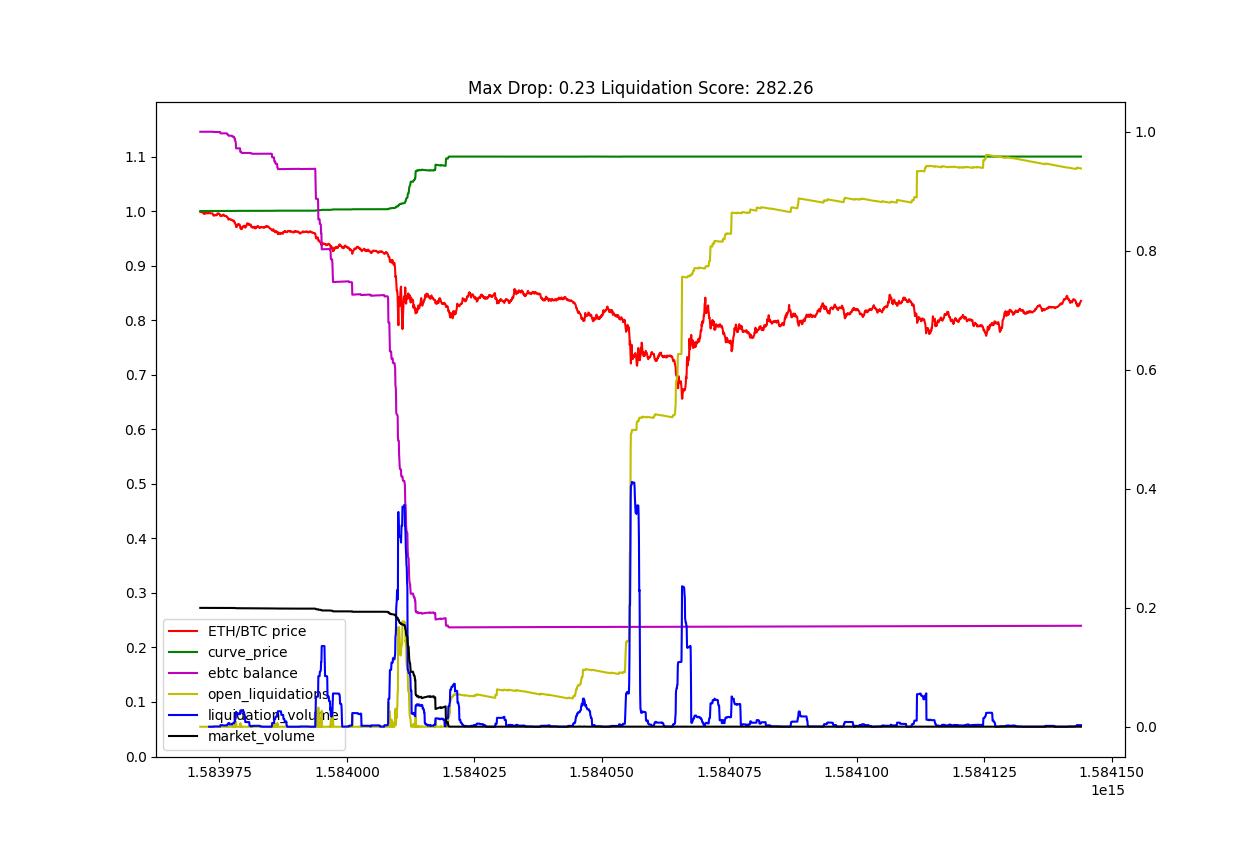 Max Drop: 0.23 Liquidation Score: 282.26
1.1
1.0
0.9
0.8
0.7
0.6
0.5
0.4
0.3
0.2
0.1
0.0
1.0
0.8
0.6
0.4
0.2
0.0
ETH/BTC price
curve_price
ebtc balance
open_liquidations
liquidation_volume
market_volume
1.583975 1.584000 1.584025 1.584050 1.584075 1.584100 1.584125 1.584150
1e15